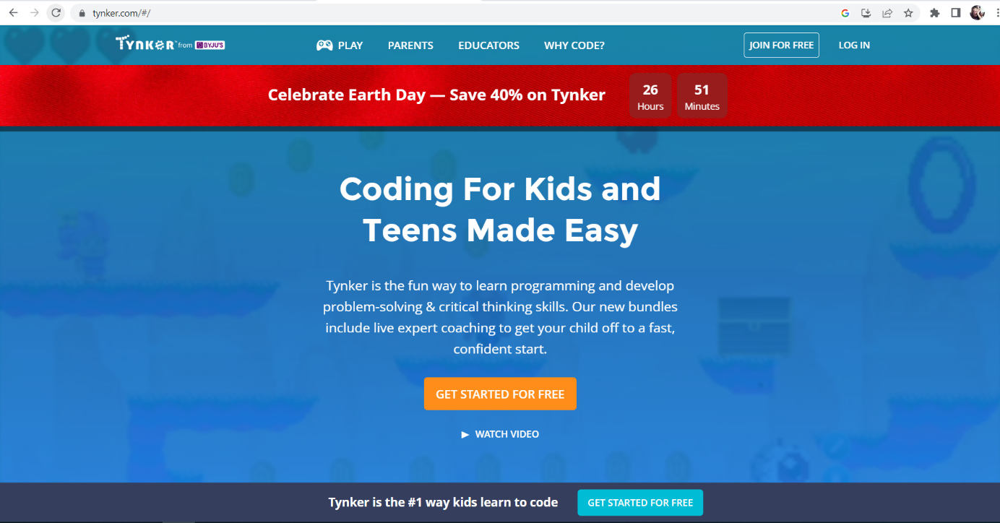 tynker.com/#/
TYNKER from BYJU'S
PLAY
PARENTS
EDUCATORS
WHY CODE?
JOIN FOR FREE
LOG IN
Celebrate Earth Day — Save 40% on Tynker
26
Hours
51
Minutes
Coding For Kids and
Teens Made Easy
Tynker is the fun way to learn programming and develop
problem-solving & critical thinking skills. Our new bundles
include live expert coaching to get your child off to a fast,
confident start.
GET STARTED FOR FREE
WATCH VIDEO
Tynker is the #1 way kids learn to code
GET STARTED FOR FREE